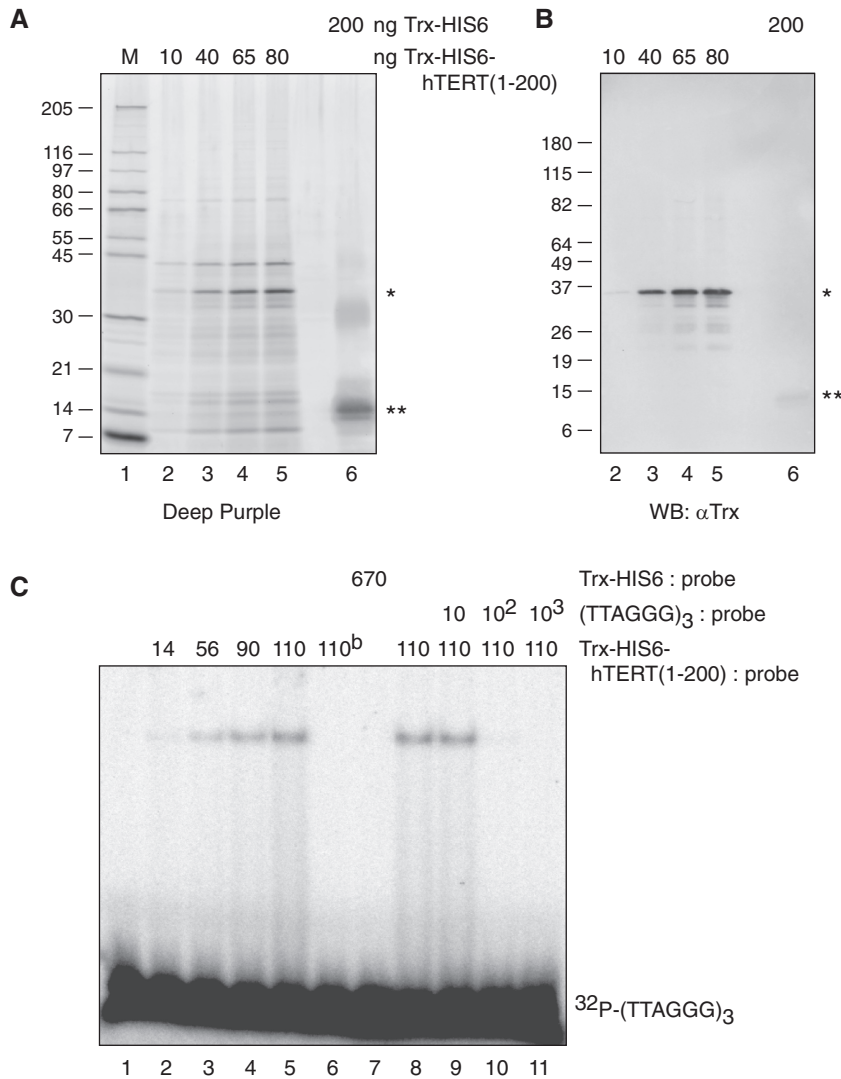 A
200 ng Trx-HIS6
M 10 40 65 80 ng Trx-HIS6-
hTERT(1-200)
205
116
97
80
66
55
45
30
21
14
7
*
**
1 2 3 4 5 6
Deep Purple
B
200
10 40 65 80
180
115
82
64
49
37
26
19
15
6
*
**
2 3 4 5 6
WB: αTrx
C
670 Trx-HIS6 : probe
10 10² 10³ (TTAGGG)₃ : probe
14 56 90 110 110ᵇ 110 110 110 110 Trx-HIS6-
hTERT(1-200) : probe
³²P-(TTAGGG)₃
1 2 3 4 5 6 7 8 9 10 11